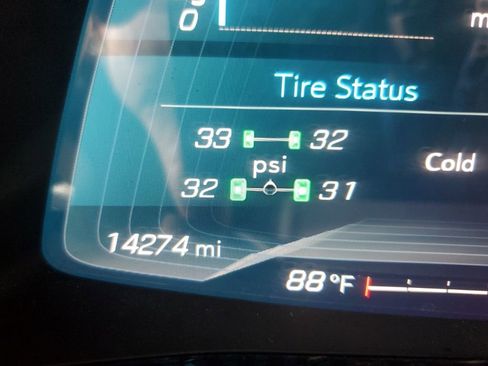 0
m
Tire Status
33 32
psi
Cold
32 31
14274 mi
88°F